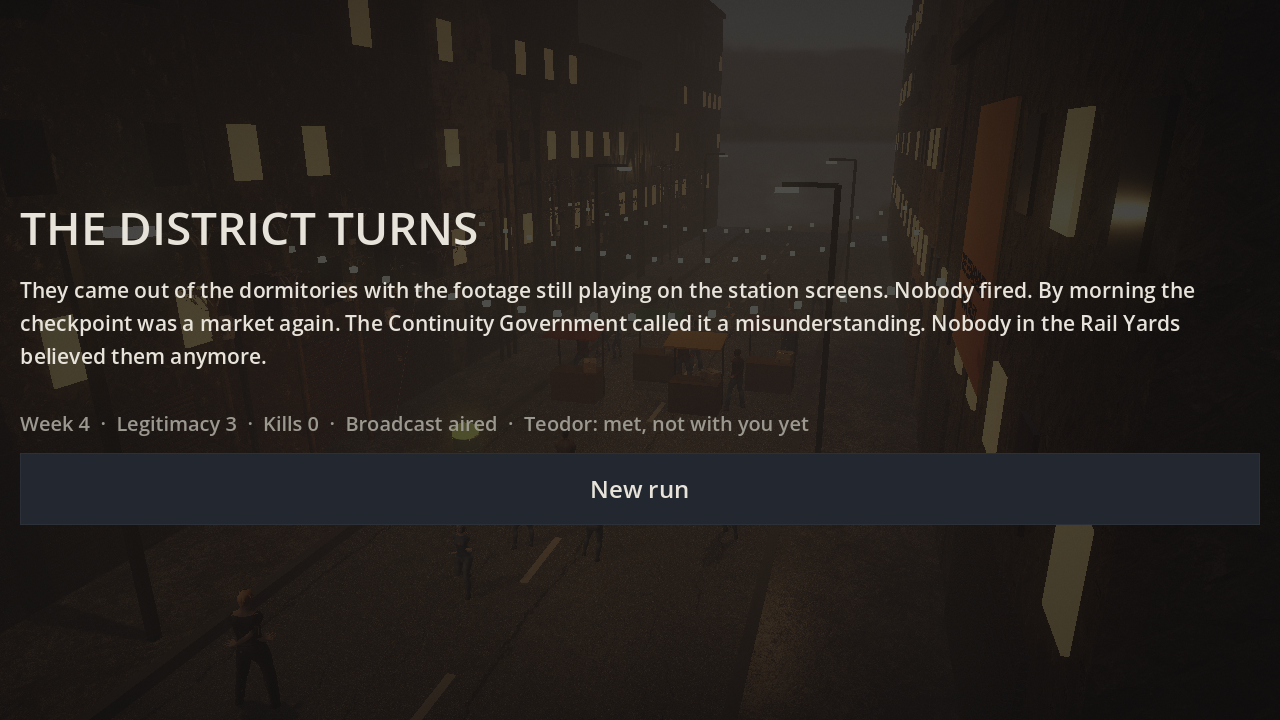 THE DISTRICT TURNS
They came out of the dormitories with the footage still playing on the station screens. Nobody fired. By morning the
checkpoint was a market again. The Continuity Government called it a misunderstanding. Nobody in the Rail Yards
believed them anymore.
Week 4 · Legitimacy 3 · Kills 0 · Broadcast aired · Teodor: met, not with you yet
New run